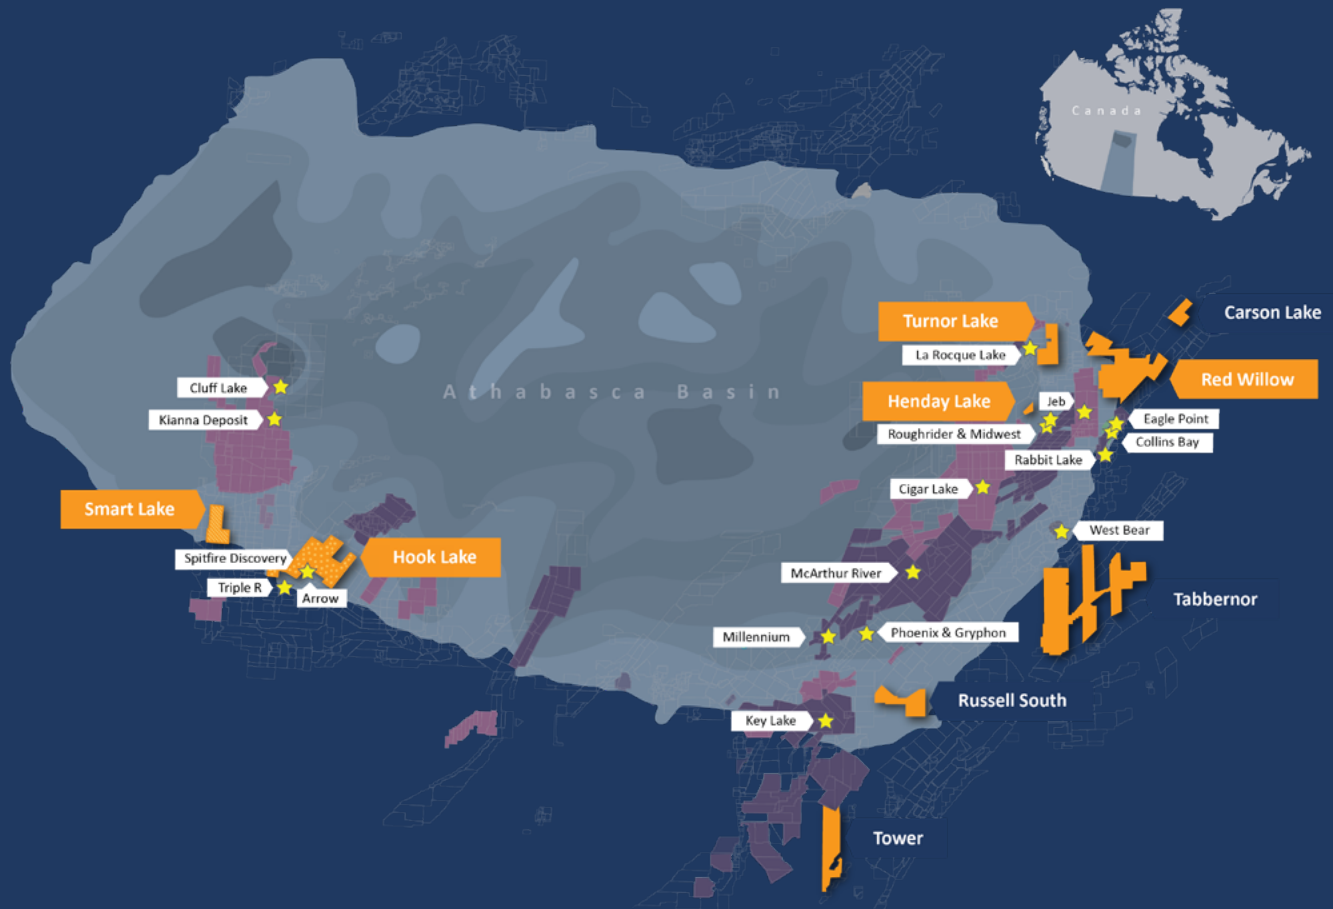 Canada
Carson Lake
Turnor Lake
La Rocque Lake
Red Willow
Athabasca Basin
Cluff Lake
Henday Lake
Jeb
Kianna Deposit
Eagle Point
Roughrider & Midwest
Collins Bay
Rabbit Lake
Cigar Lake
Smart Lake
West Bear
Spitfire Discovery
Hook Lake
McArthur River
Triple R
Arrow
Tabbernor
Millennium
Phoenix & Gryphon
Russell South
Key Lake
Tower